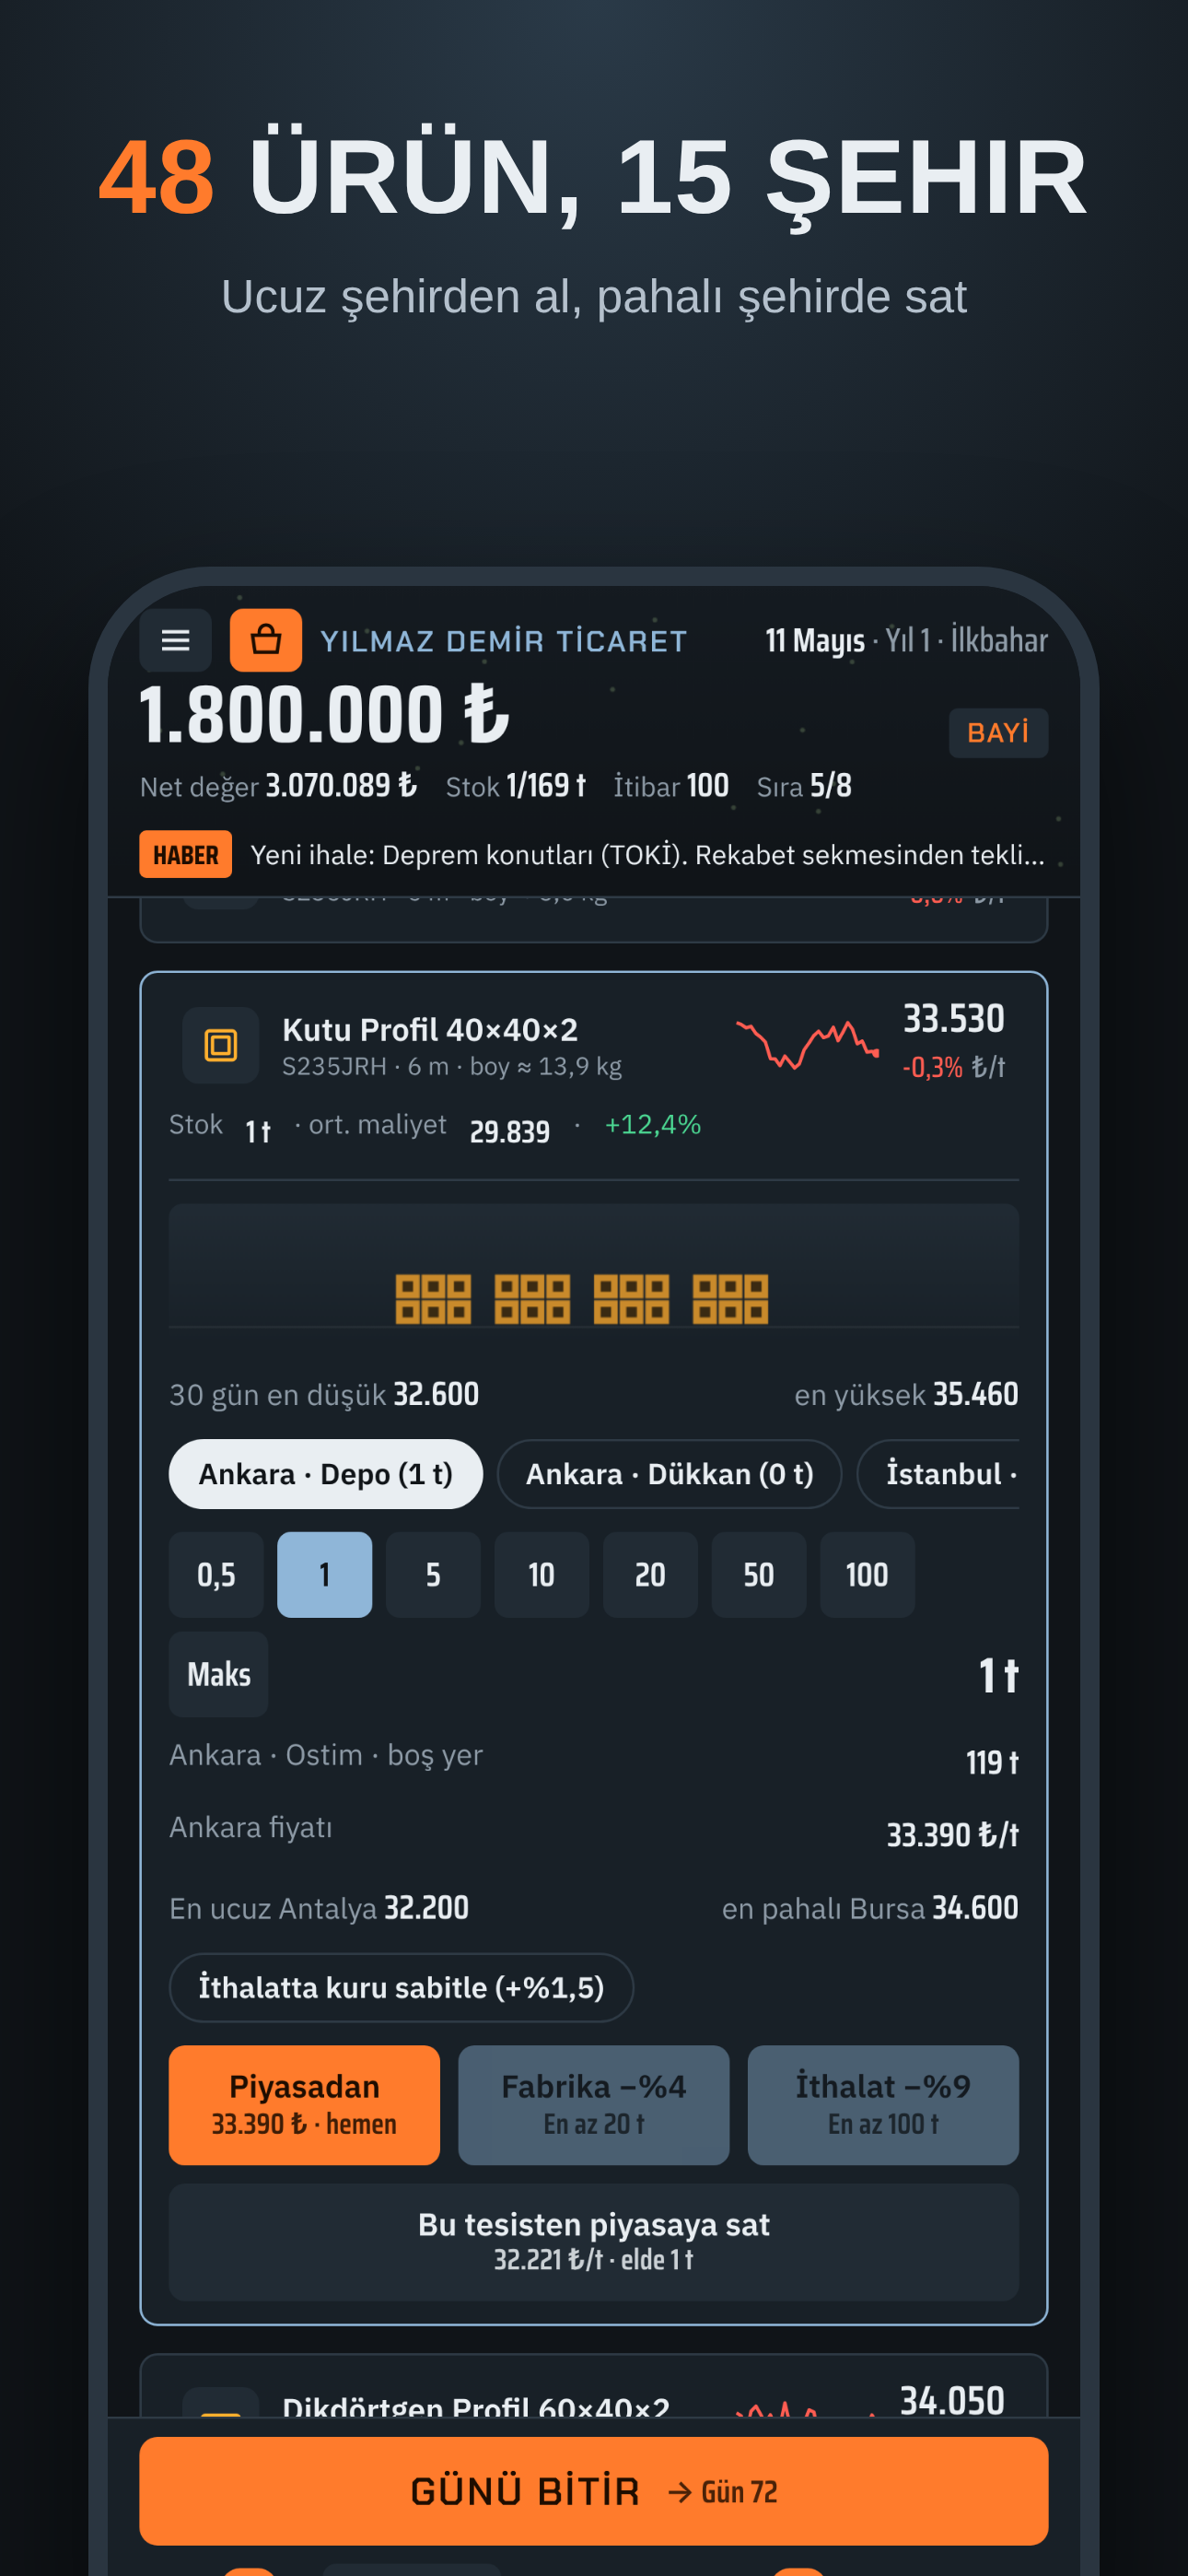 48 ÜRÜN, 15 ŞEHIR
Ucuz şehirden al, pahalı şehirde sat
YILMAZ DEMİR TİCARET
11 Mayıs · Yıl 1 · İlkbahar
1.800.000 ₺
BAYİ
Net değer 3.070.089 ₺ Stok 1/169 t İtibar 100 Sıra 5/8
HABER Yeni ihale: Deprem konutları (TOKİ). Rekabet sekmesinden tekli...
Kutu Profil 40×40×2
33.530
S235JRH · 6 m · boy ≈ 13,9 kg
-0,3% ₺/t
Stok 1 t · ort. maliyet 29.839 · +12,4%
30 gün en düşük 32.600
en yüksek 35.460
Ankara · Depo (1 t) Ankara · Dükkan (0 t) İstanbul ·
0,5 1 5 10 20 50 100
Maks
1 t
Ankara · Ostim · boş yer
119 t
Ankara fiyatı
33.390 ₺/t
En ucuz Antalya 32.200
en pahalı Bursa 34.600
İthalatta kuru sabitle (+%1,5)
Piyasadan
33.390 ₺ · hemen
Fabrika −%4
En az 20 t
İthalat −%9
En az 100 t
Bu tesisten piyasaya sat
32.221 ₺/t · elde 1 t
Dikdörtgen Profil 60×40×2
34.050
GÜNÜ BİTİR → Gün 72